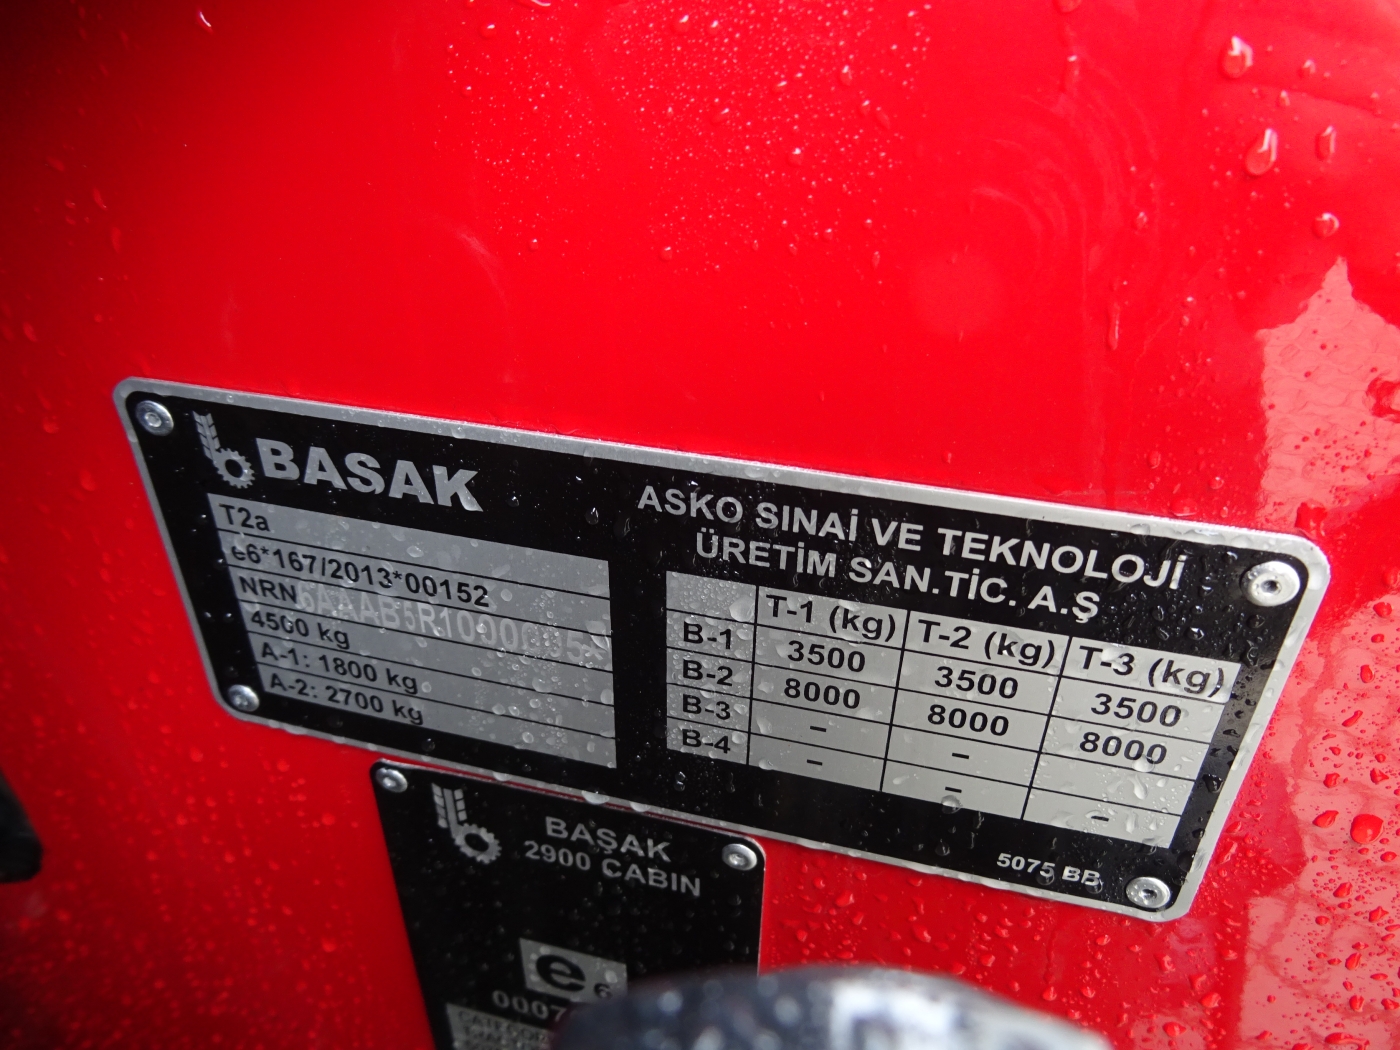 BAŞAK
T2a
e6*167/2013*00152
NRN
4500 kg
A-1: 1800 kg
A-2: 2700 kg
ASKO SINAİ VE TEKNOLOJİ
ÜRETİM SAN.TİC. A.Ş
T-1 (kg) T-2 (kg) T-3 (kg)
B-1 3500 3500 3500
B-2 8000 8000 8000
B-3 – –
B-4 – – –
5075 BB
BAŞAK
2900 CABIN
e 6